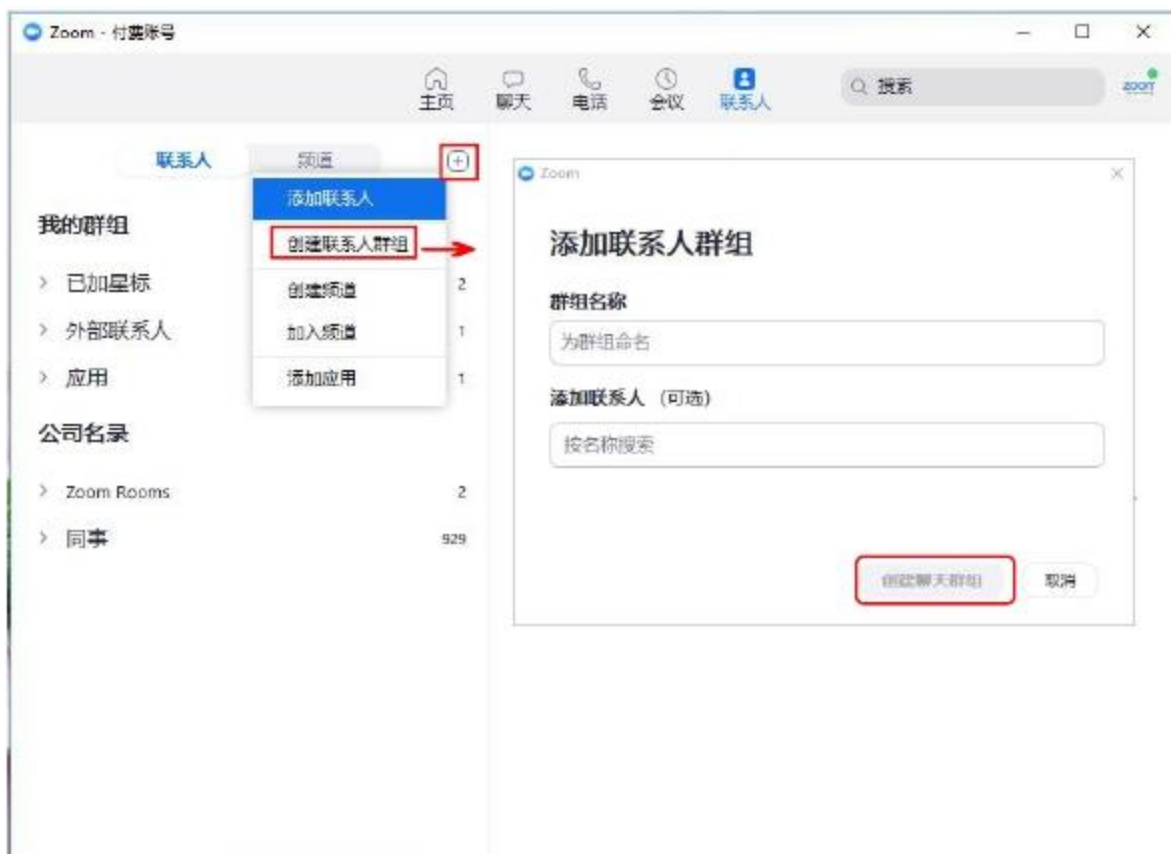 Zoom - 付费账号
主页
聊天
电话
会议
联系人
搜索
zoom
联系人
频道
添加联系人
创建联系人群组
创建频道
加入频道
添加应用
我的群组
已加星标 2
外部联系人 1
应用 1
公司名录
Zoom Rooms 2
同事 929
Zoom
添加联系人群组
群组名称
为群组命名
添加联系人 (可选)
按名称搜索
创建聊天群组
取消